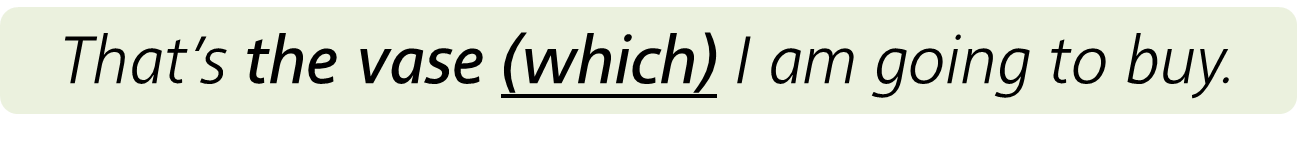 That’s the vase (which) I am going to buy.